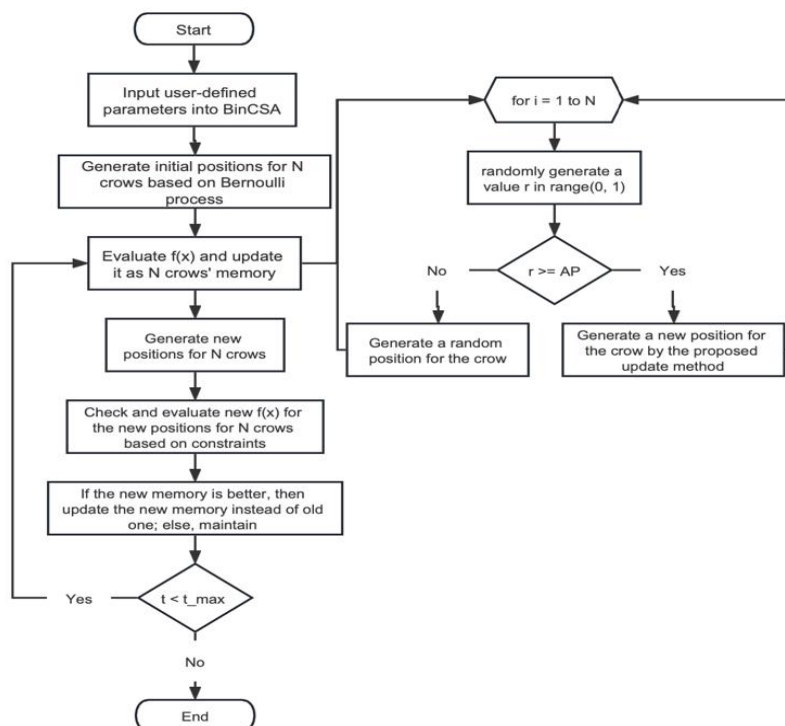 Start
Input user-defined
parameters into BinCSA
Generate initial positions for N
crows based on Bernoulli
process
Evaluate f(x) and update
it as N crows' memory
Generate new
positions for N crows
Check and evaluate new f(x) for
the new positions for N crows
based on constraints
If the new memory is better, then
update the new memory instead of old
one; else, maintain
Yes
t < t_max
No
End
for i = 1 to N
randomly generate a
value r in range(0, 1)
No
r >= AP
Yes
Generate a random
position for the crow
Generate a new position for
the crow by the proposed
update method